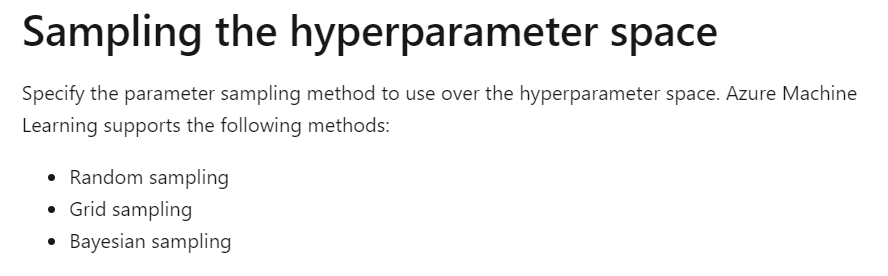 Sampling the hyperparameter space
Specify the parameter sampling method to use over the hyperparameter space. Azure Machine
Learning supports the following methods:
• Random sampling
• Grid sampling
• Bayesian sampling